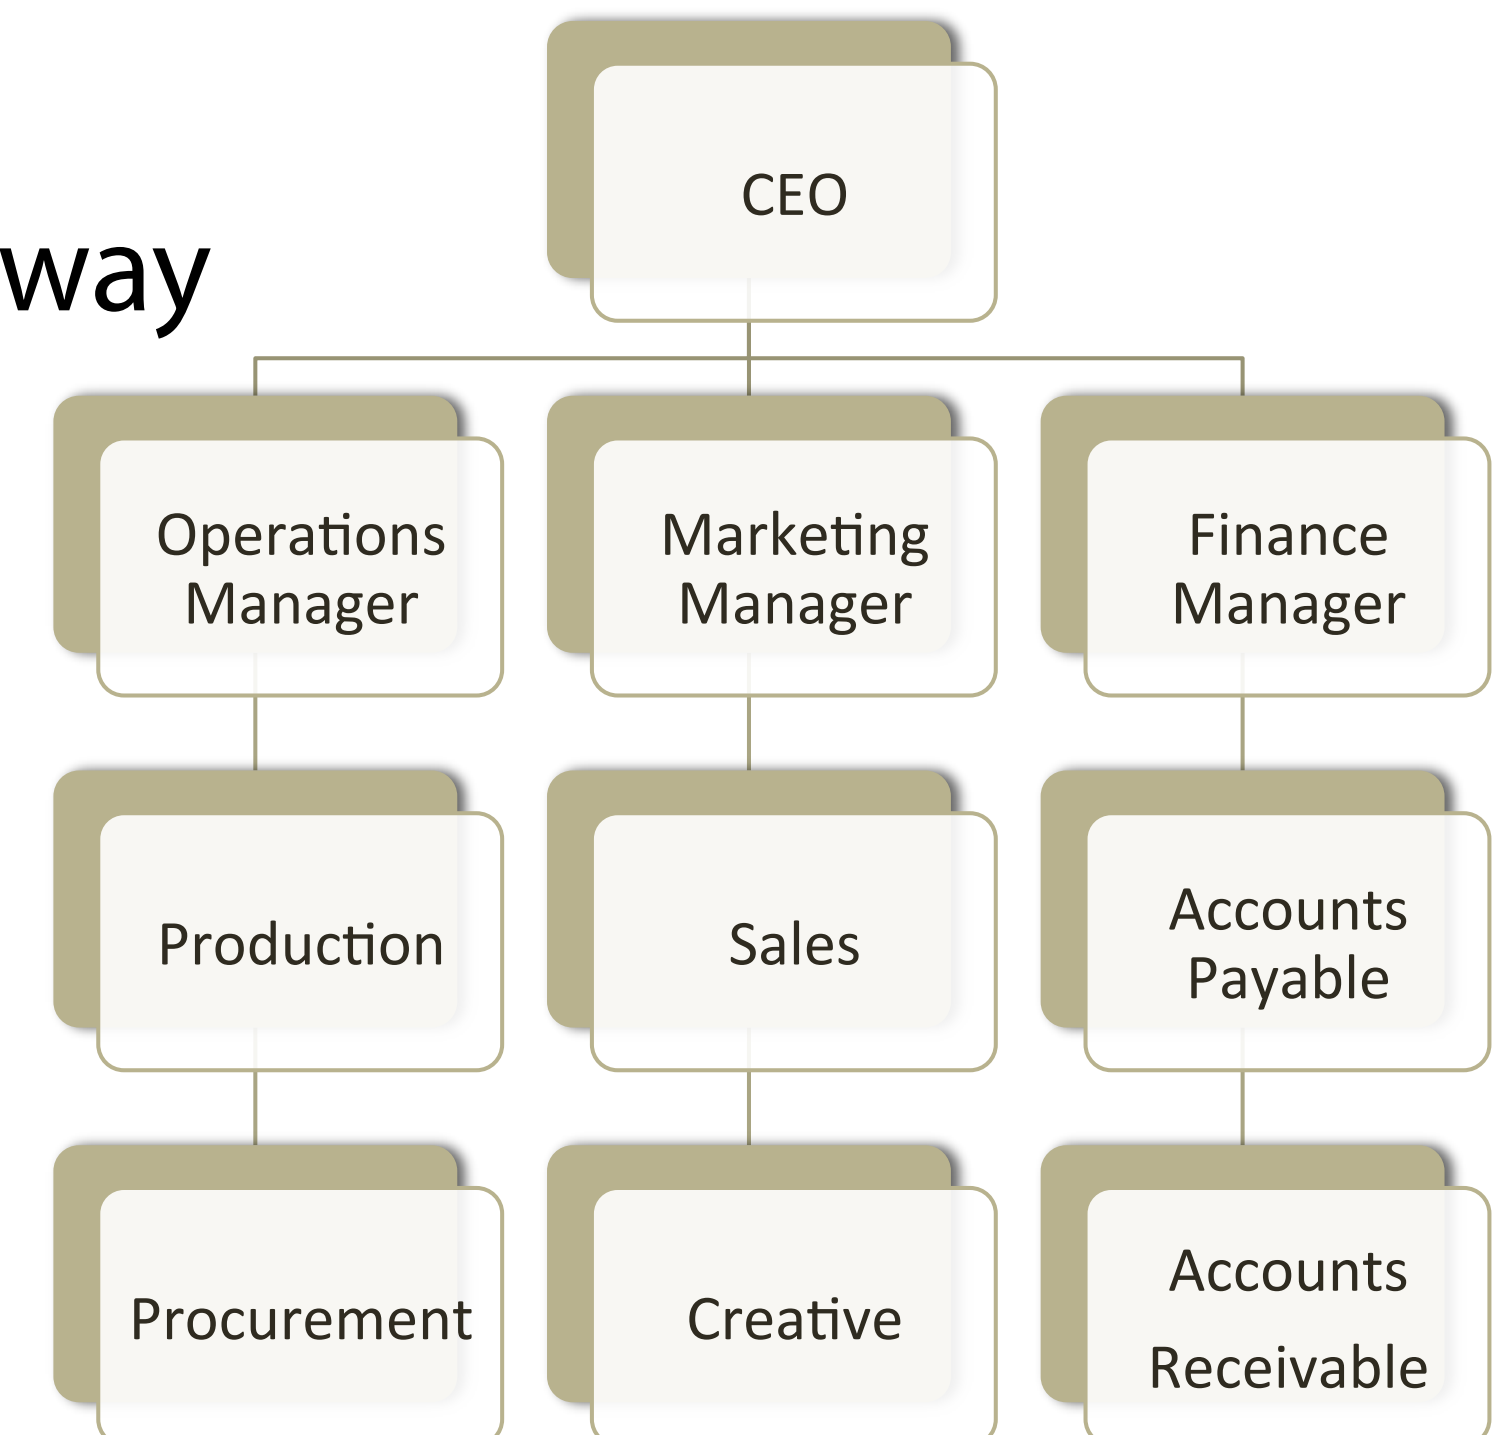 CEO
way
Operations
Manager
Marketing
Manager
Finance
Manager
Production
Sales
Accounts
Payable
Procurement
Creative
Accounts
Receivable